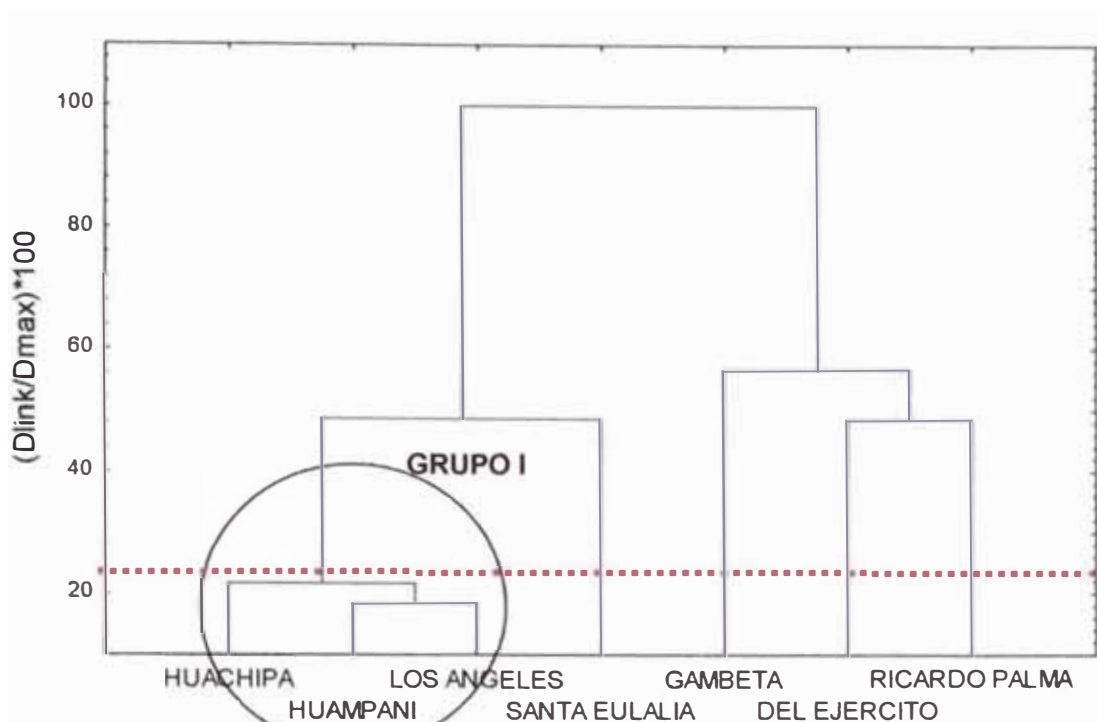 100
80
60
40
20
(Dlink/Dmax)*100
GRUPO I
HUACHIPA LOS ANGELES GAMBETA RICARDO PALMA
HUAMPANI SANTA EULALIA DEL EJERCITO